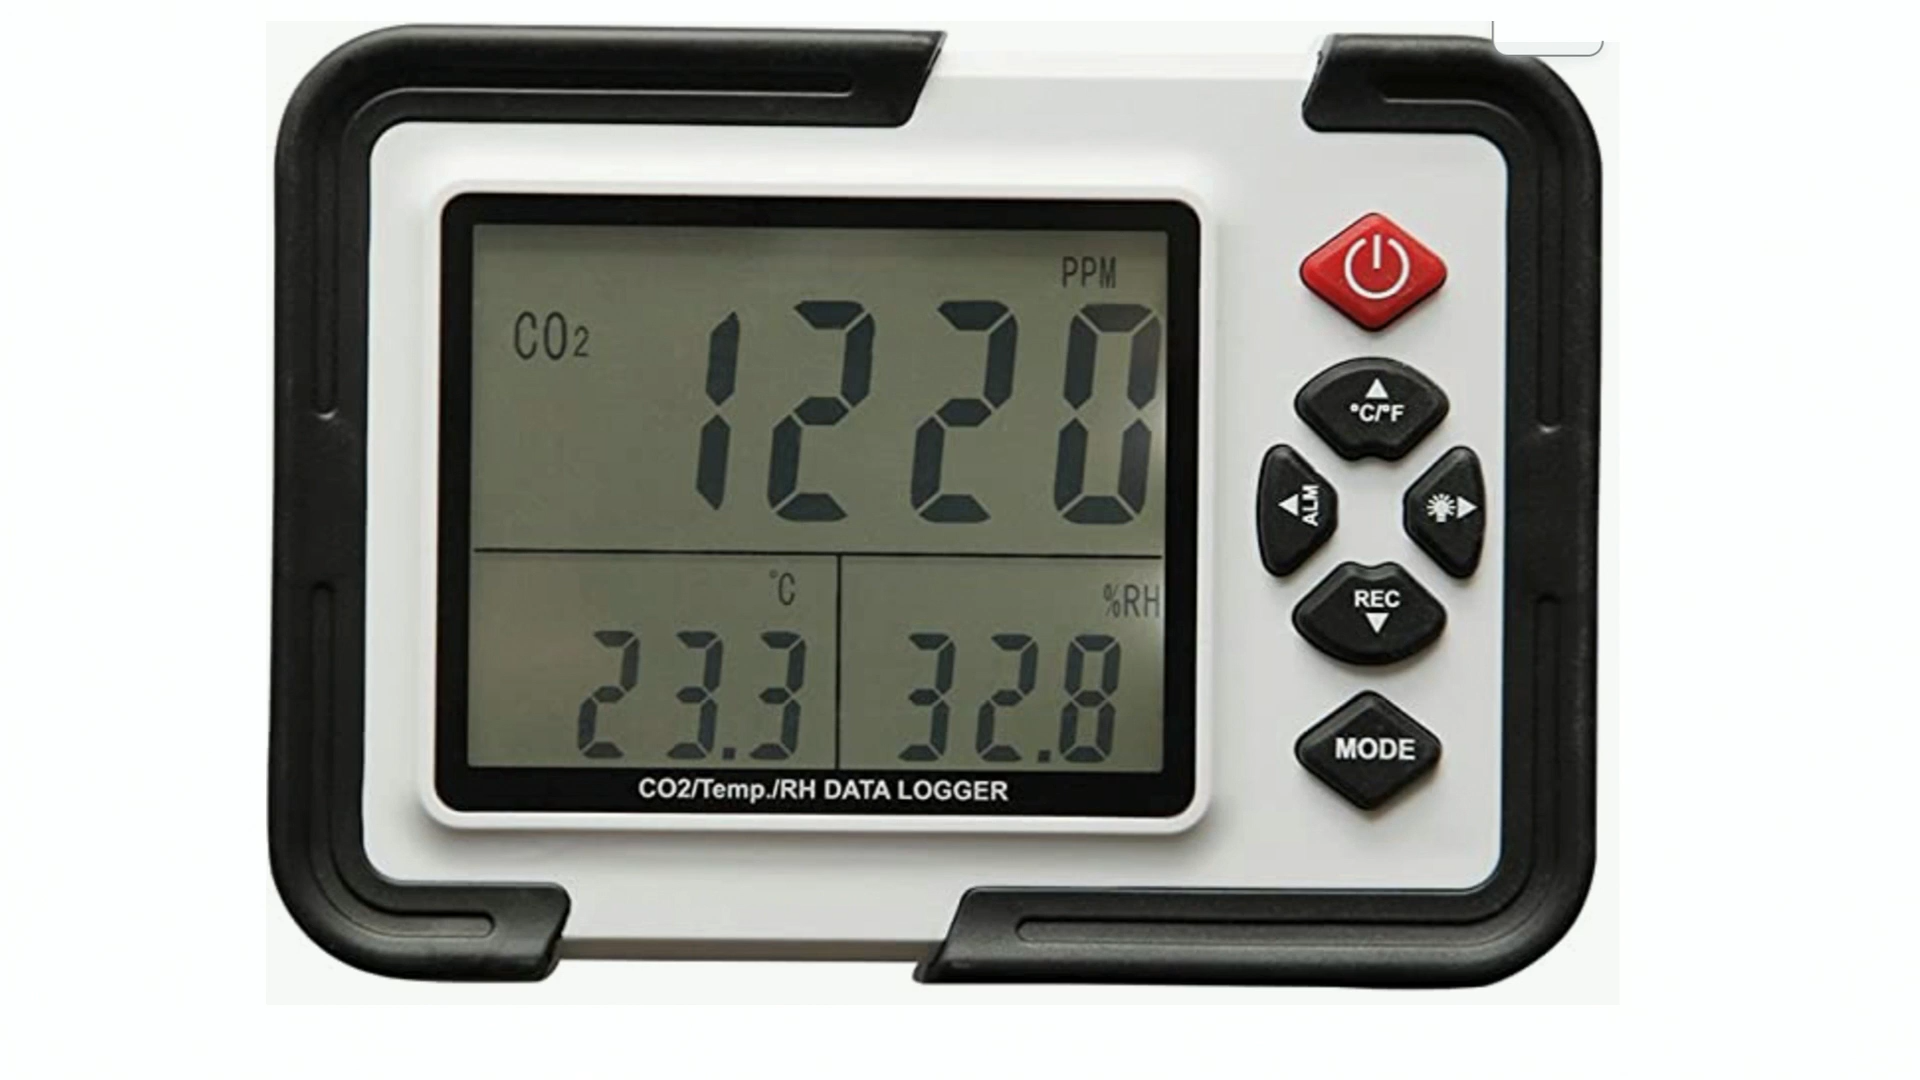 PPM
CO2 1220
°C
23.3
%RH
32.8
CO2/Temp./RH DATA LOGGER
°C/°F
ALM
REC
MODE